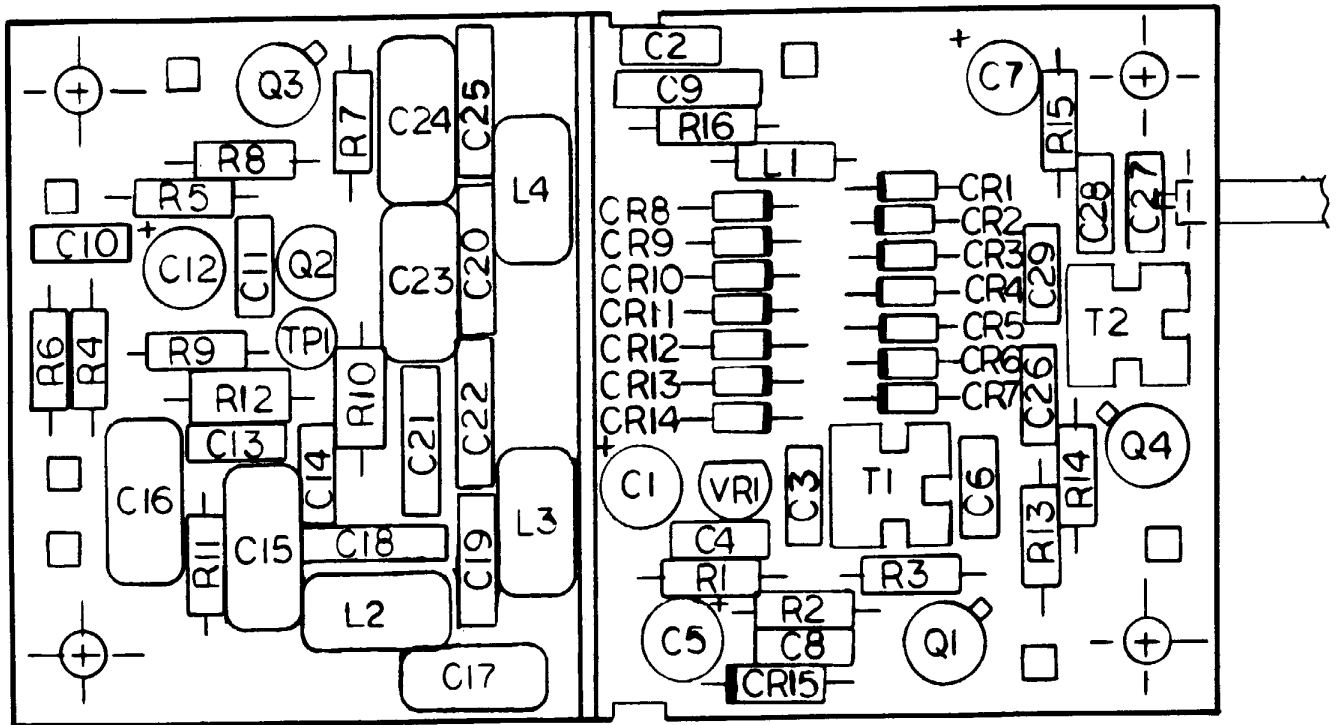 C2
C7
Q3
C9
R7
C24
C25
R16
R15
R8
L1
R5
L4
CR1
C28
C27
CR8
CR2
C10
+
C12
C11
Q2
C23
C20
CR9
CR3
C29
CR10
CR4
CR11
CR5
T2
TP1
CR12
CR6
R6
R4
R9
CR13
CR7
C26
R12
R10
C22
CR14
C13
C21
Q4
C16
C14
C1
VR1
C3
T1
C6
R14
L3
R13
C15
C18
C19
C4
R11
R1
R3
+
R2
L2
C5
C8
Q1
C17
CR15
+
+